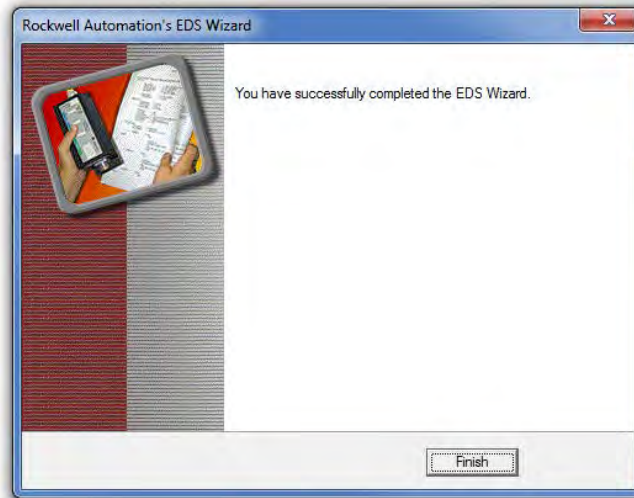 Rockwell Automation's EDS Wizard
You have successfully completed the EDS Wizard.
Finish